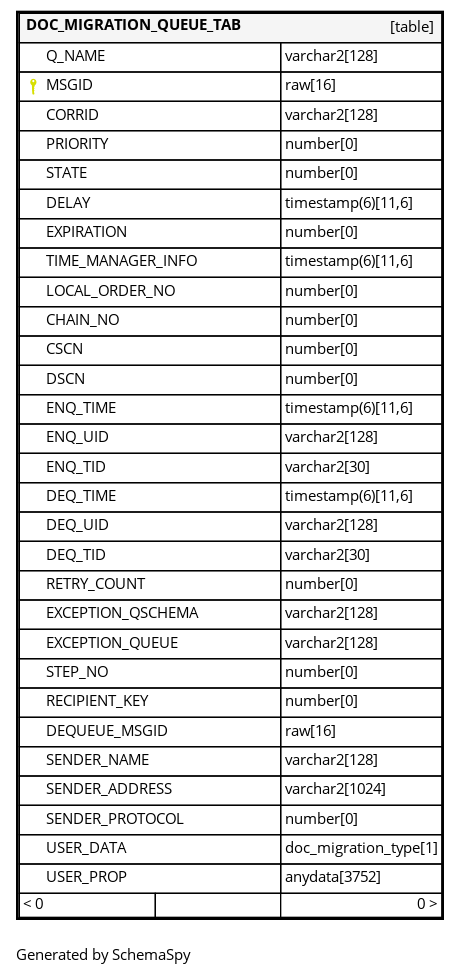 DOC_MIGRATION_QUEUE_TAB [table]
Q_NAME varchar2[128]
MSGID raw[16]
CORRID varchar2[128]
PRIORITY number[0]
STATE number[0]
DELAY timestamp(6)[11,6]
EXPIRATION number[0]
TIME_MANAGER_INFO timestamp(6)[11,6]
LOCAL_ORDER_NO number[0]
CHAIN_NO number[0]
CSCN number[0]
DSCN number[0]
ENQ_TIME timestamp(6)[11,6]
ENQ_UID varchar2[128]
ENQ_TID varchar2[30]
DEQ_TIME timestamp(6)[11,6]
DEQ_UID varchar2[128]
DEQ_TID varchar2[30]
RETRY_COUNT number[0]
EXCEPTION_QSCHEMA varchar2[128]
EXCEPTION_QUEUE varchar2[128]
STEP_NO number[0]
RECIPIENT_KEY number[0]
DEQUEUE_MSGID raw[16]
SENDER_NAME varchar2[128]
SENDER_ADDRESS varchar2[1024]
SENDER_PROTOCOL number[0]
USER_DATA doc_migration_type[1]
USER_PROP anydata[3752]
< 0 0 >
Generated by SchemaSpy